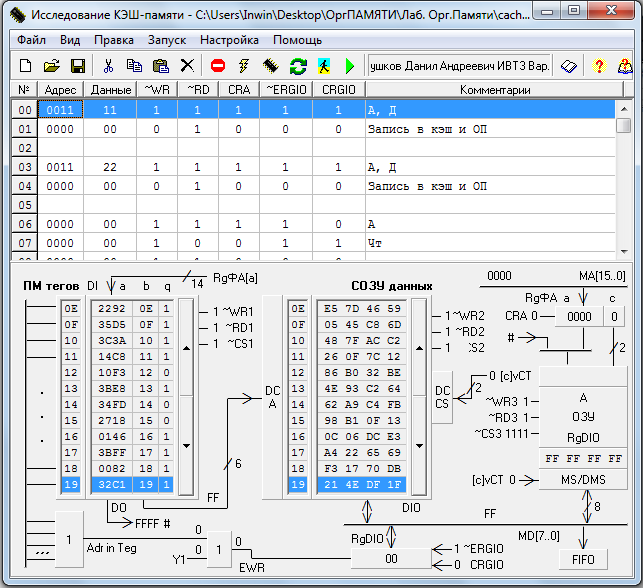 Исследование КЭШ-памяти - C:\Users\Inwin\Desktop\ОргПАМЯТИ\Лаб. Орг.Памяти\cach...
Файл Вид Правка Запуск Настройка Помощь
ушков Данил Андреевич ИВТЗ Вар.
№ Адрес Данные ~WR ~RD CRA ~ERGIO CRGIO Комментарии
00 0011 11 1 1 1 1 1 А, Д
01 0000 00 0 1 0 0 0 Запись в кэш и ОП
02
03 0011 22 1 1 1 1 1 А, Д
04 0000 00 0 1 0 0 0 Запись в кэш и ОП
05
06 0000 00 1 1 1 1 0 А
07 0000 00 1 0 0 1 1 Чт
ПМ тегов DI a b q 14 RgФА[a] СОЗУ данных 0000 MA[15..0]
0E 2292 0E 1
0F 35D5 0F 1
10 3C3A 10 1
11 14C8 11 1
12 10F3 12 0
13 3BE8 13 1
14 34FD 14 0
15 2718 15 0
16 0146 16 1
17 3BFF 17 1
18 0082 18 1
19 32C1 19 1
1 ~WR1
1 ~RD1
1 ~CS1
DC A
6
FF
0E E5 7D 46 59
0F 05 45 C8 6D
10 48 7F AC C2
11 26 0F 7C 12
12 86 B0 32 BE
13 4E 93 C2 64
14 62 A9 C4 FB
15 98 B1 0F 13
16 0C 06 DC E3
17 A4 22 65 69
18 F3 17 70 DB
19 21 4E DF 1F
1 ~WR2
1 ~RD2
1 CS2
DC CS
0 [c]vCT
2
RgФА a c
CRA 0 0000 0
#
2
~WR3 1
~RD3 1
~CS3 1111
А
ОЗУ
RgDIO
FF FF FF FF
[c]vCT 0 MS/DMS
8
DO
FFFF #
DIO
FF
MD[7..0]
FIFO
...
1
Adr in Teg
0
Y1 0
1
0
EWR
RgDIO
00
1 ~ERGIO
0 CRGIO